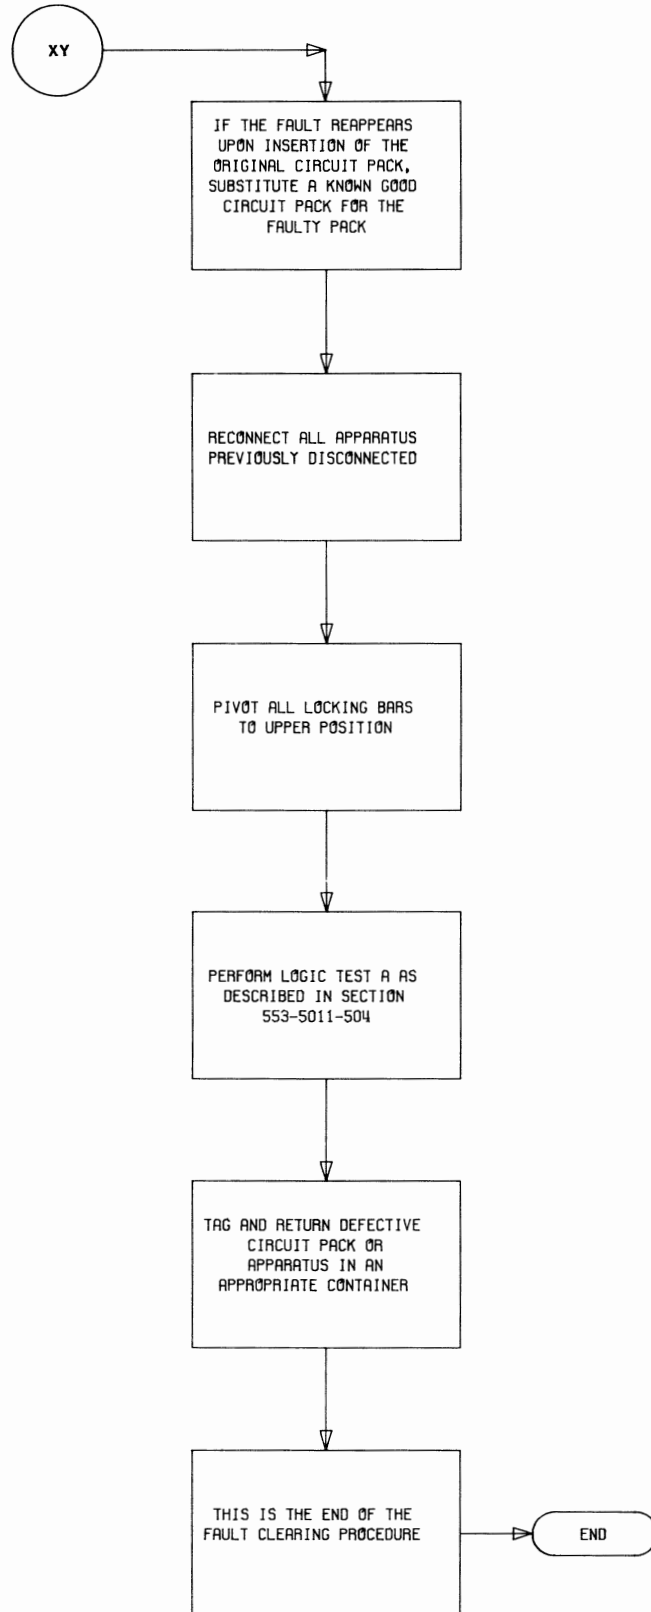 XY
IF THE FAULT REAPPEARS
UPON INSERTION OF THE
ORIGINAL CIRCUIT PACK,
SUBSTITUTE A KNOWN GOOD
CIRCUIT PACK FOR THE
FAULTY PACK
RECONNECT ALL APPARATUS
PREVIOUSLY DISCONNECTED
PIVOT ALL LOCKING BARS
TO UPPER POSITION
PERFORM LOGIC TEST A AS
DESCRIBED IN SECTION
553-5011-504
TAG AND RETURN DEFECTIVE
CIRCUIT PACK OR
APPARATUS IN AN
APPROPRIATE CONTAINER
THIS IS THE END OF THE
FAULT CLEARING PROCEDURE
END